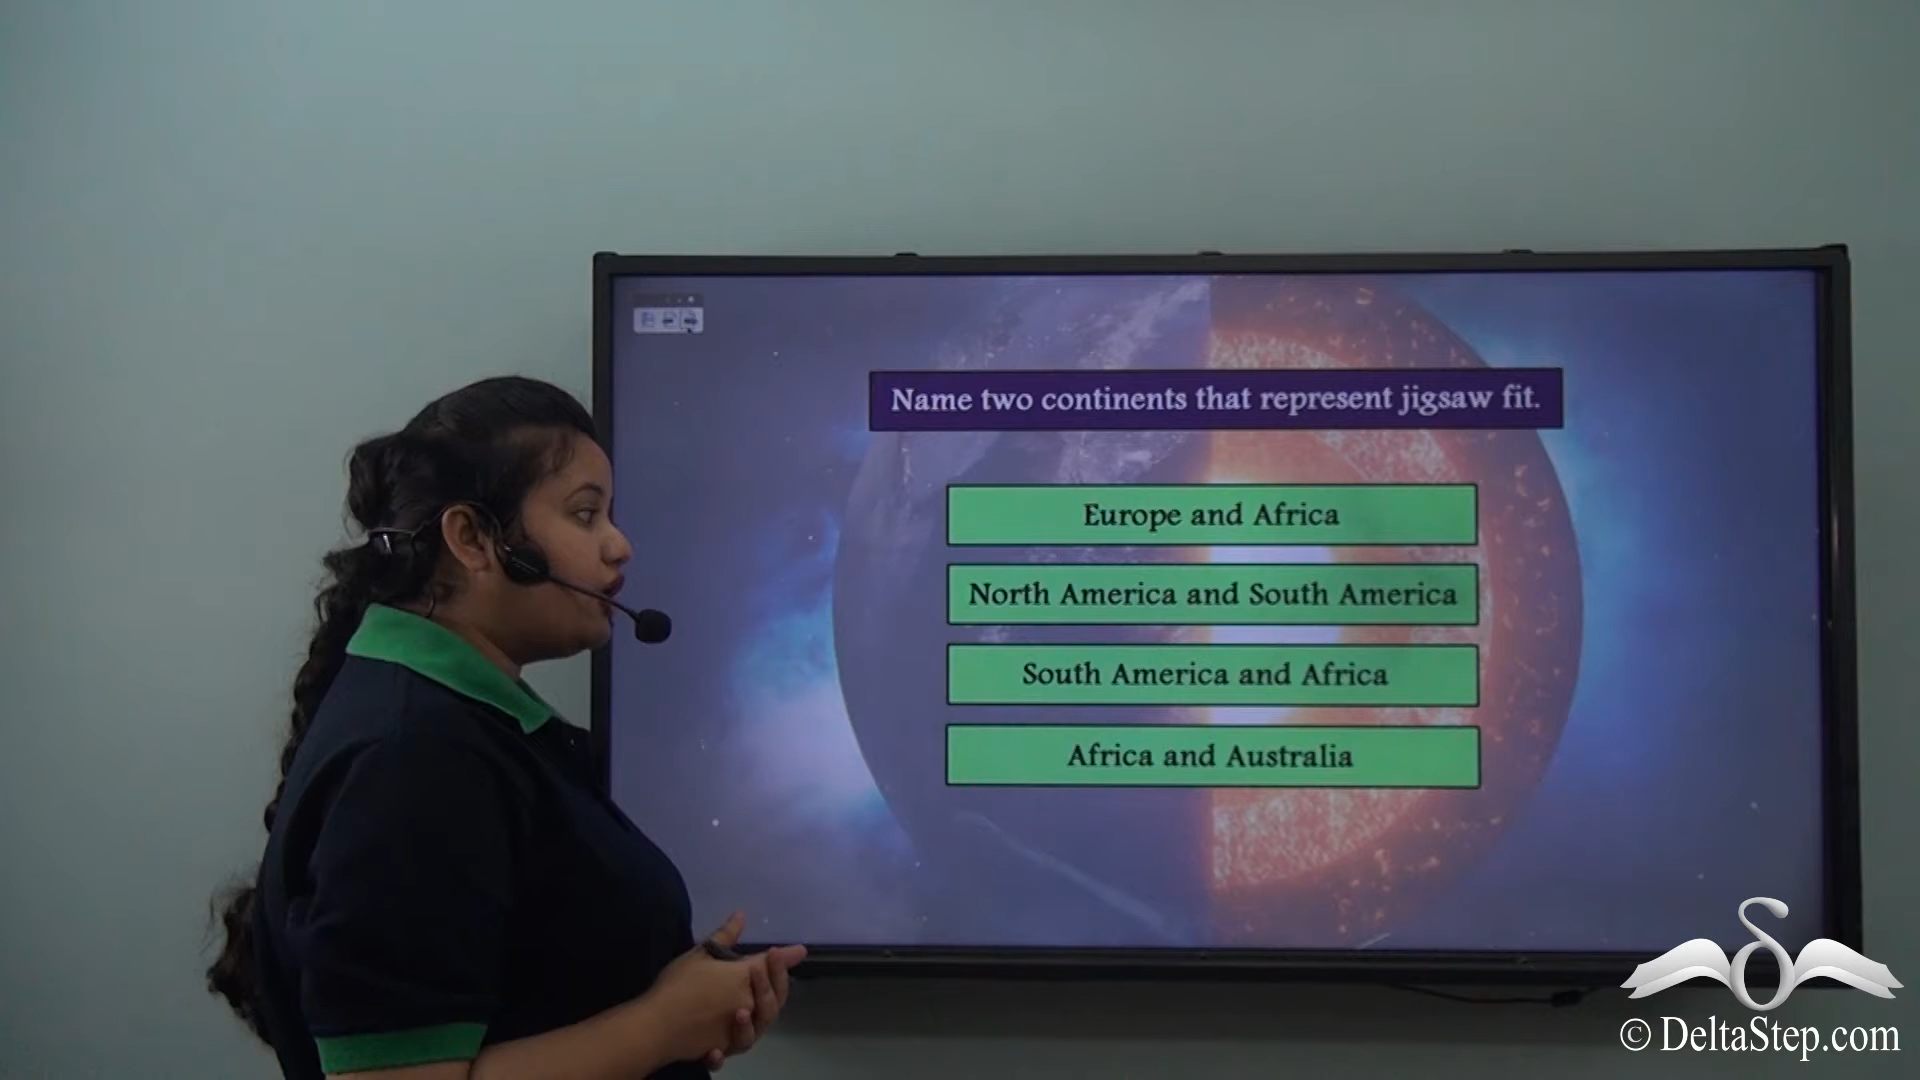 Name two continents that represent jigsaw fit.
Europe and Africa
North America and South America
South America and Africa
Africa and Australia
© DeltaStep.com